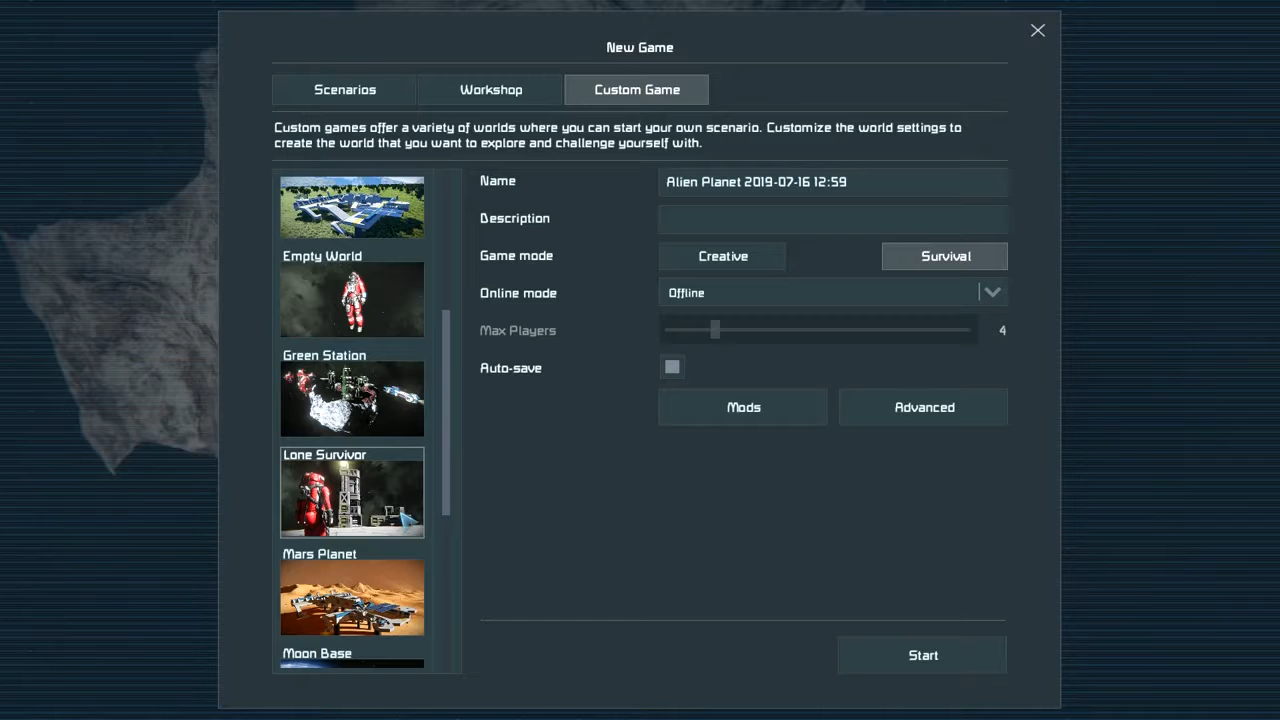 New Game
Scenarios
Workshop
Custom Game
Custom games offer a variety of worlds where you can start your own scenario. Customize the world settings to
create the world that you want to explore and challenge yourself with.
Empty World
Green Station
Lone Survivor
Mars Planet
Moon Base
Name
Alien Planet 2019-07-16 12:59
Description
Game mode
Creative
Survival
Online mode
Offline
Max Players
4
Auto-save
Mods
Advanced
Start